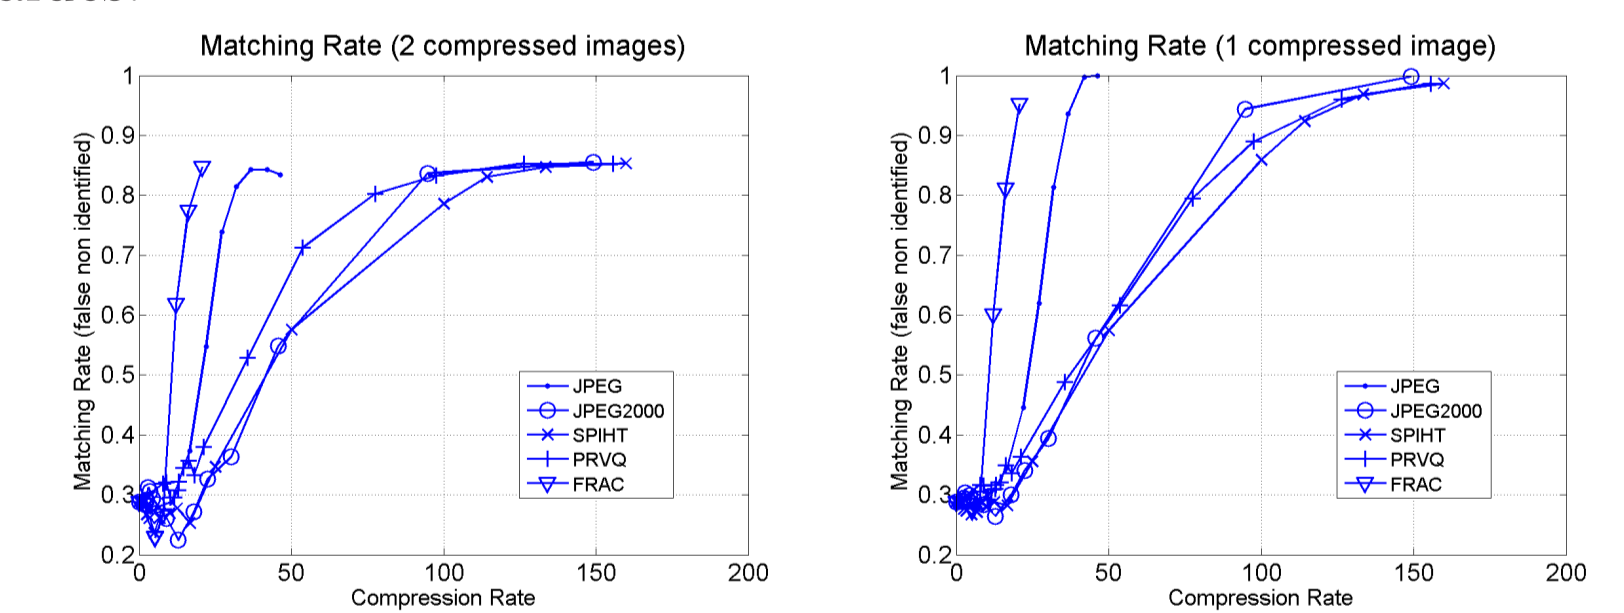 Matching Rate (2 compressed images)
1
0.9
0.8
0.7
0.6
0.5
0.4
0.3
0.2
0 50 100 150 200
Matching Rate (false non identified)
Compression Rate
JPEG
JPEG2000
SPIHT
PRVQ
FRAC
Matching Rate (1 compressed image)
1
0.9
0.8
0.7
0.6
0.5
0.4
0.3
0.2
0 50 100 150 200
Matching Rate (false non identified)
Compression Rate
JPEG
JPEG2000
SPIHT
PRVQ
FRAC